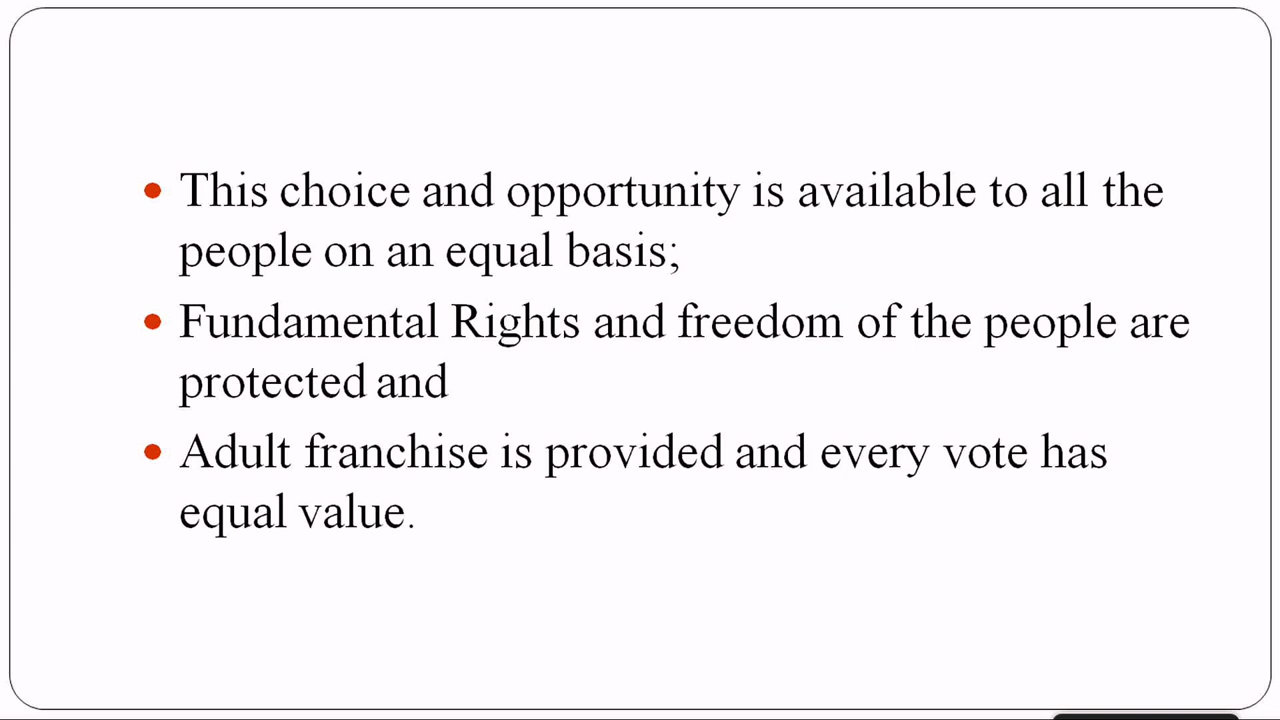 • This choice and opportunity is available to all the
people on an equal basis;
• Fundamental Rights and freedom of the people are
protected and
• Adult franchise is provided and every vote has
equal value.